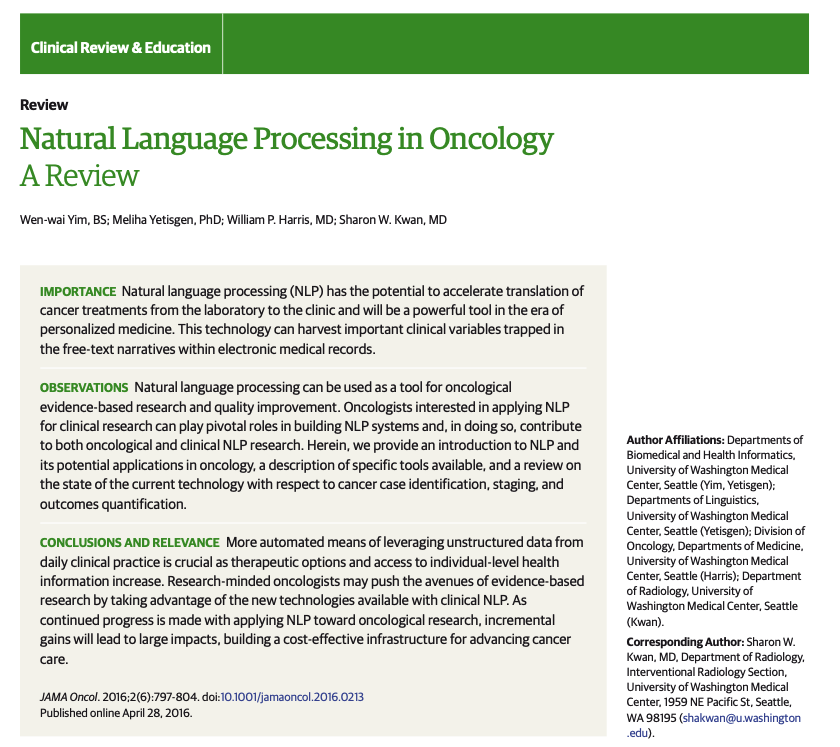 Clinical Review & Education
Review
Natural Language Processing in Oncology
A Review
Wen-wai Yim, BS; Meliha Yetisgen, PhD; William P. Harris, MD; Sharon W. Kwan, MD
IMPORTANCE Natural language processing (NLP) has the potential to accelerate translation of
cancer treatments from the laboratory to the clinic and will be a powerful tool in the era of
personalized medicine. This technology can harvest important clinical variables trapped in
the free-text narratives within electronic medical records.
OBSERVATIONS Natural language processing can be used as a tool for oncological
evidence-based research and quality improvement. Oncologists interested in applying NLP
for clinical research can play pivotal roles in building NLP systems and, in doing so, contribute
to both oncological and clinical NLP research. Herein, we provide an introduction to NLP and
its potential applications in oncology, a description of specific tools available, and a review on
the state of the current technology with respect to cancer case identification, staging, and
outcomes quantification.
CONCLUSIONS AND RELEVANCE More automated means of leveraging unstructured data from
daily clinical practice is crucial as therapeutic options and access to individual-level health
information increase. Research-minded oncologists may push the avenues of evidence-based
research by taking advantage of the new technologies available with clinical NLP. As
continued progress is made with applying NLP toward oncological research, incremental
gains will lead to large impacts, building a cost-effective infrastructure for advancing cancer
care.
JAMA Oncol. 2016;2(6):797-804. doi:10.1001/jamaoncol.2016.0213
Published online April 28, 2016.
Author Affiliations: Departments of
Biomedical and Health Informatics,
University of Washington Medical
Center, Seattle (Yim, Yetisgen);
Departments of Linguistics,
University of Washington Medical
Center, Seattle (Yetisgen); Division of
Oncology, Departments of Medicine,
University of Washington Medical
Center, Seattle (Harris); Department
of Radiology, University of
Washington Medical Center, Seattle
(Kwan).
Corresponding Author: Sharon W.
Kwan, MD, Department of Radiology,
Interventional Radiology Section,
University of Washington Medical
Center, 1959 NE Pacific St, Seattle,
WA 98195 (shakwan@u.washington
.edu).